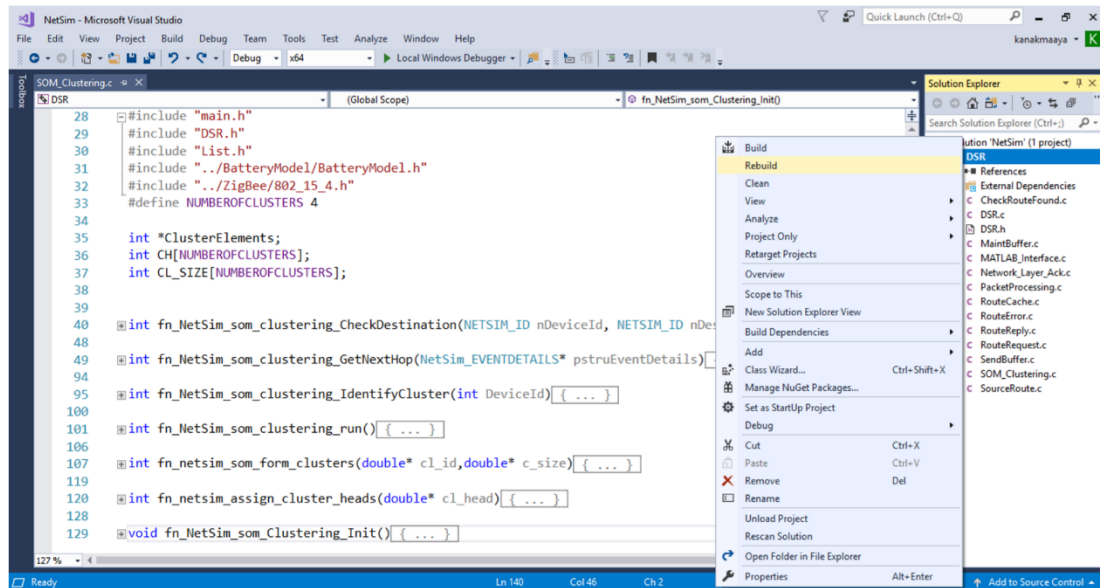 NetSim - Microsoft Visual Studio
Quick Launch (Ctrl+Q)
File Edit View Project Build Debug Team Tools Test Analyze Window Help
kanakmaaya K
Debug x64 Local Windows Debugger
Toolbox
SOM_Clustering.c
DSR (Global Scope) fn_NetSim_som_Clustering_Init()
28 #include "main.h"
29 #include "DSR.h"
30 #include "List.h"
31 #include "../BatteryModel/BatteryModel.h"
32 #include "../ZigBee/802_15_4.h"
33 #define NUMBEROFCLUSTERS 4
34
35 int *ClusterElements;
36 int CH[NUMBEROFCLUSTERS];
37 int CL_SIZE[NUMBEROFCLUSTERS];
38
39
40 int fn_NetSim_som_clustering_CheckDestination(NETSIM_ID nDeviceId, NETSIM_ID nDes
48
49 int fn_NetSim_som_clustering_GetNextHop(NetSim_EVENTDETAILS* pstruEventDetails)
94
95 int fn_NetSim_som_clustering_IdentifyCluster(int DeviceId) { ... }
100
101 int fn_NetSim_som_clustering_run() { ... }
106
107 int fn_netsim_som_form_clusters(double* cl_id,double* c_size) { ... }
119
120 int fn_netsim_assign_cluster_heads(double* cl_head) { ... }
128
129 void fn_NetSim_som_Clustering_Init() { ... }
127 %
Build
Rebuild
Clean
View
Analyze
Project Only
Retarget Projects
Overview
Scope to This
New Solution Explorer View
Build Dependencies
Add
Class Wizard... Ctrl+Shift+X
Manage NuGet Packages...
Set as StartUp Project
Debug
Cut Ctrl+X
Paste Ctrl+V
Remove Del
Rename
Unload Project
Rescan Solution
Open Folder in File Explorer
Properties Alt+Enter
Solution Explorer
Search Solution Explorer (Ctrl+;)
lution 'NetSim' (1 project)
DSR
References
External Dependencies
CheckRouteFound.c
DSR.c
DSR.h
MaintBuffer.c
MATLAB_Interface.c
Network_Layer_Ack.c
PacketProcessing.c
RouteCache.c
RouteError.c
RouteReply.c
RouteRequest.c
SendBuffer.c
SOM_Clustering.c
SourceRoute.c
Ready Ln 140 Col 46 Ch 2 Add to Source Control